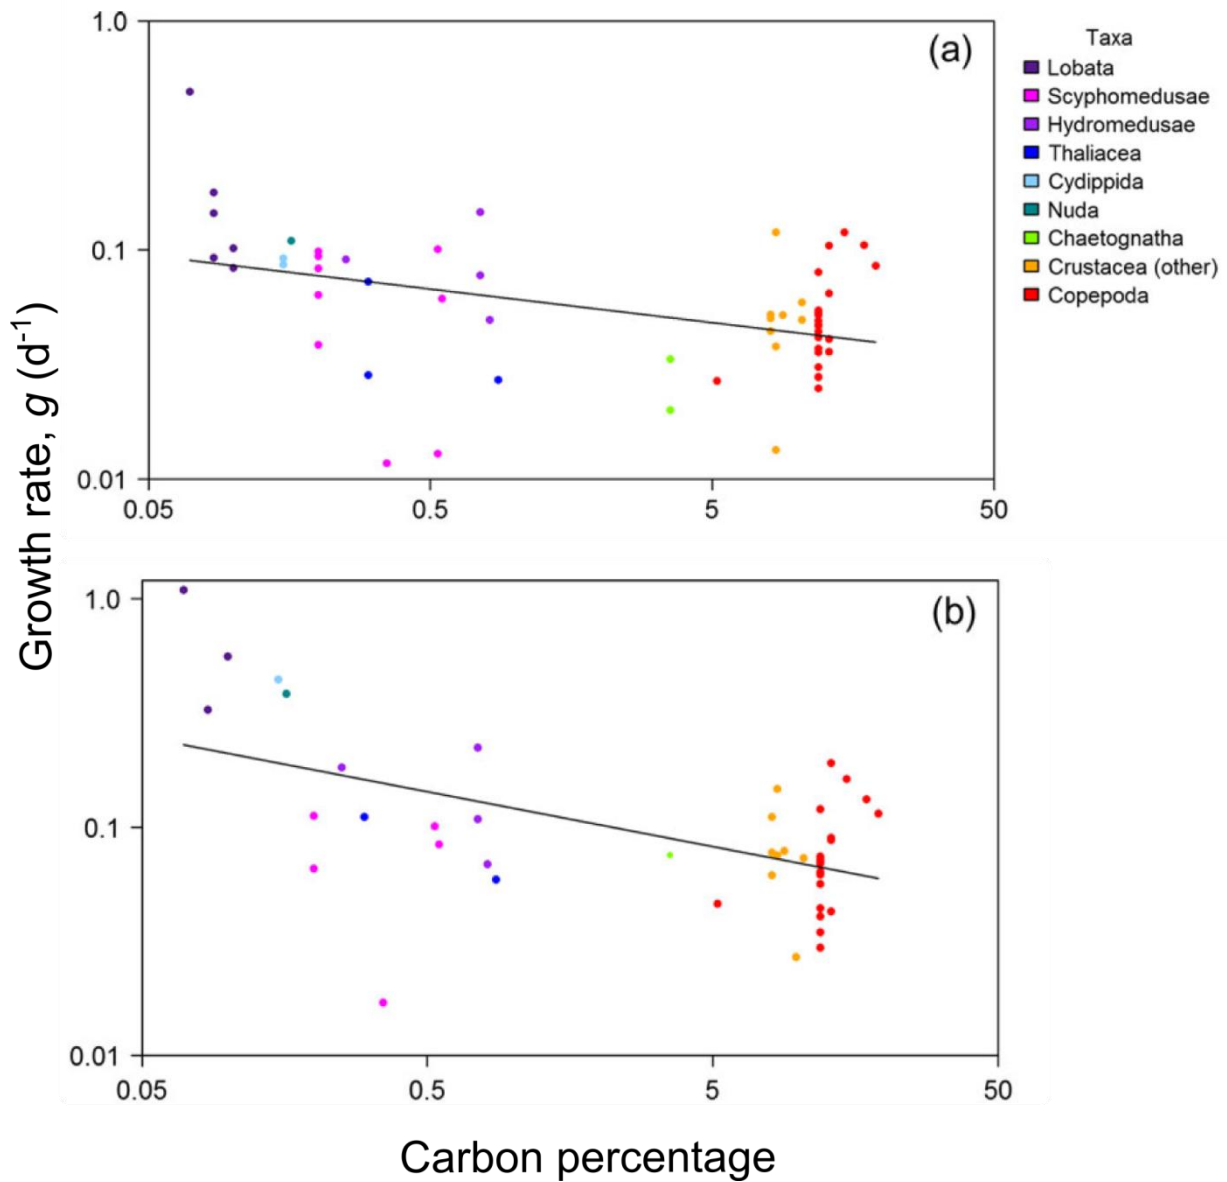 1.0
(a)
0.1
0.01
0.05
0.5
5
50
Taxa
Lobata
Scyphomedusae
Hydromedusae
Thaliacea
Cydippida
Nuda
Chaetognatha
Crustacea (other)
Copepoda
Growth rate, g (d⁻¹)
1.0
(b)
0.1
0.01
0.05
0.5
5
50
Carbon percentage